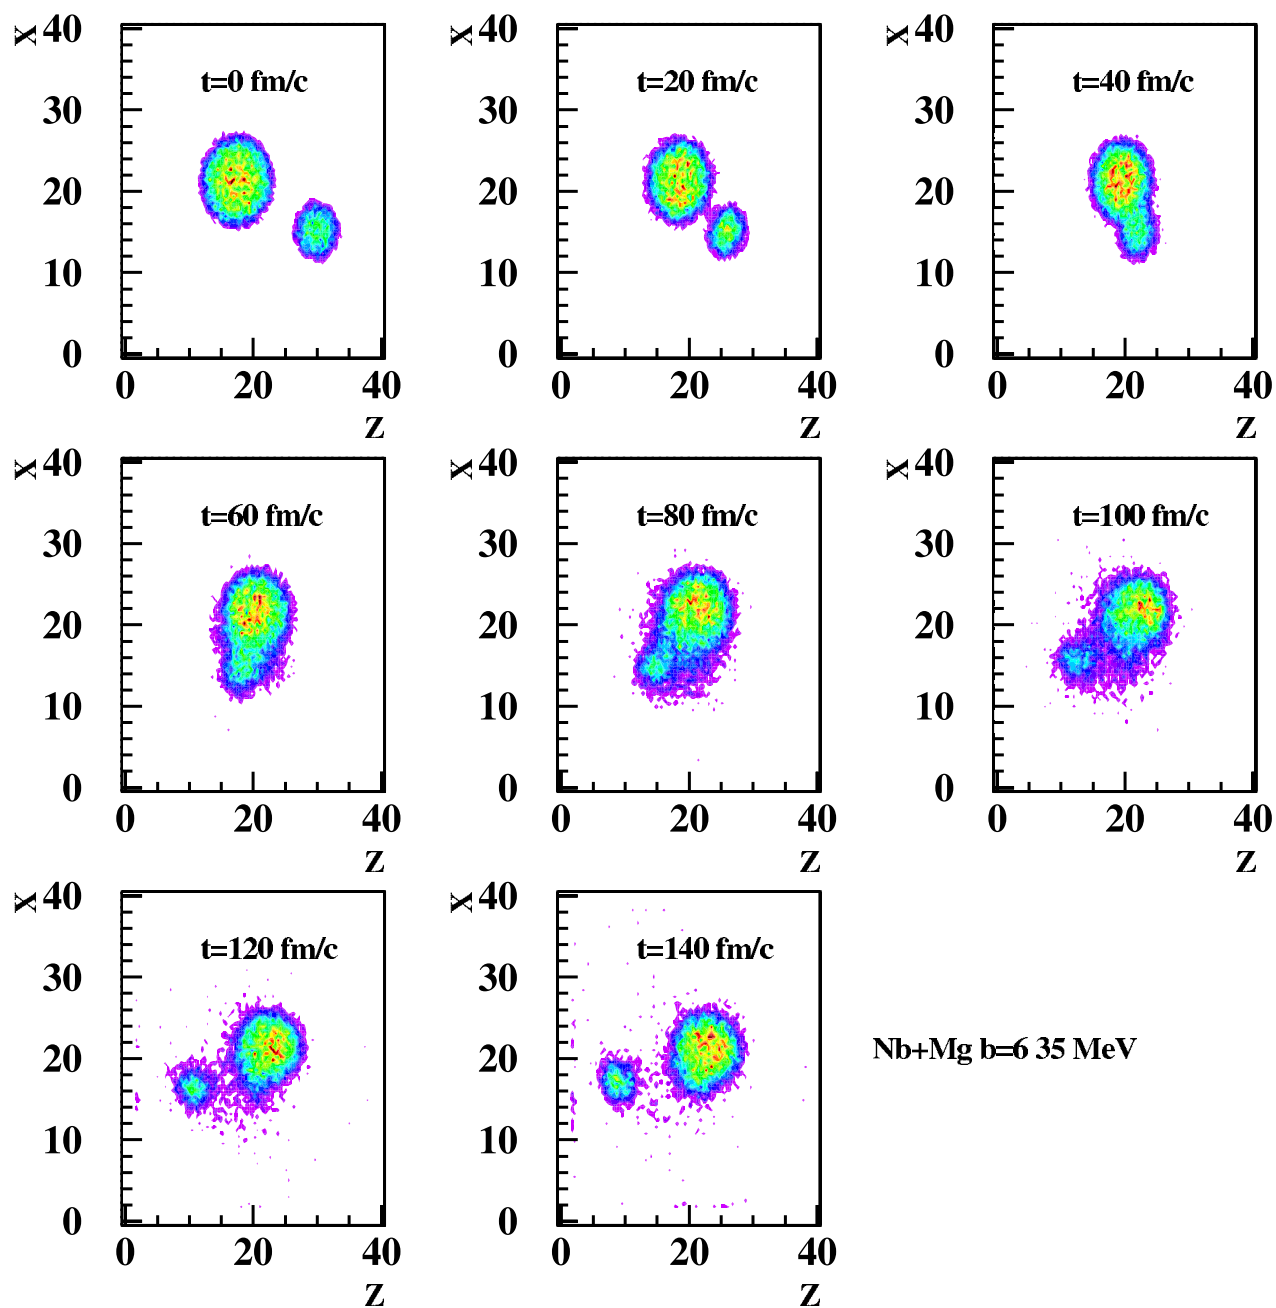 X 40 X 40 X 40
t=0 fm/c t=20 fm/c t=40 fm/c
30 30 30
20 20 20
10 10 10
0 0 0
0 20 40 0 20 40 0 20 40
Z Z Z
X 40 X 40 X 40
t=60 fm/c t=80 fm/c t=100 fm/c
30 30 30
20 20 20
10 10 10
0 0 0
0 20 40 0 20 40 0 20 40
Z Z Z
X 40 X 40
t=120 fm/c t=140 fm/c
30 30
20 20 Nb+Mg b=6 35 MeV
10 10
0 0
0 20 40 0 20 40
Z Z